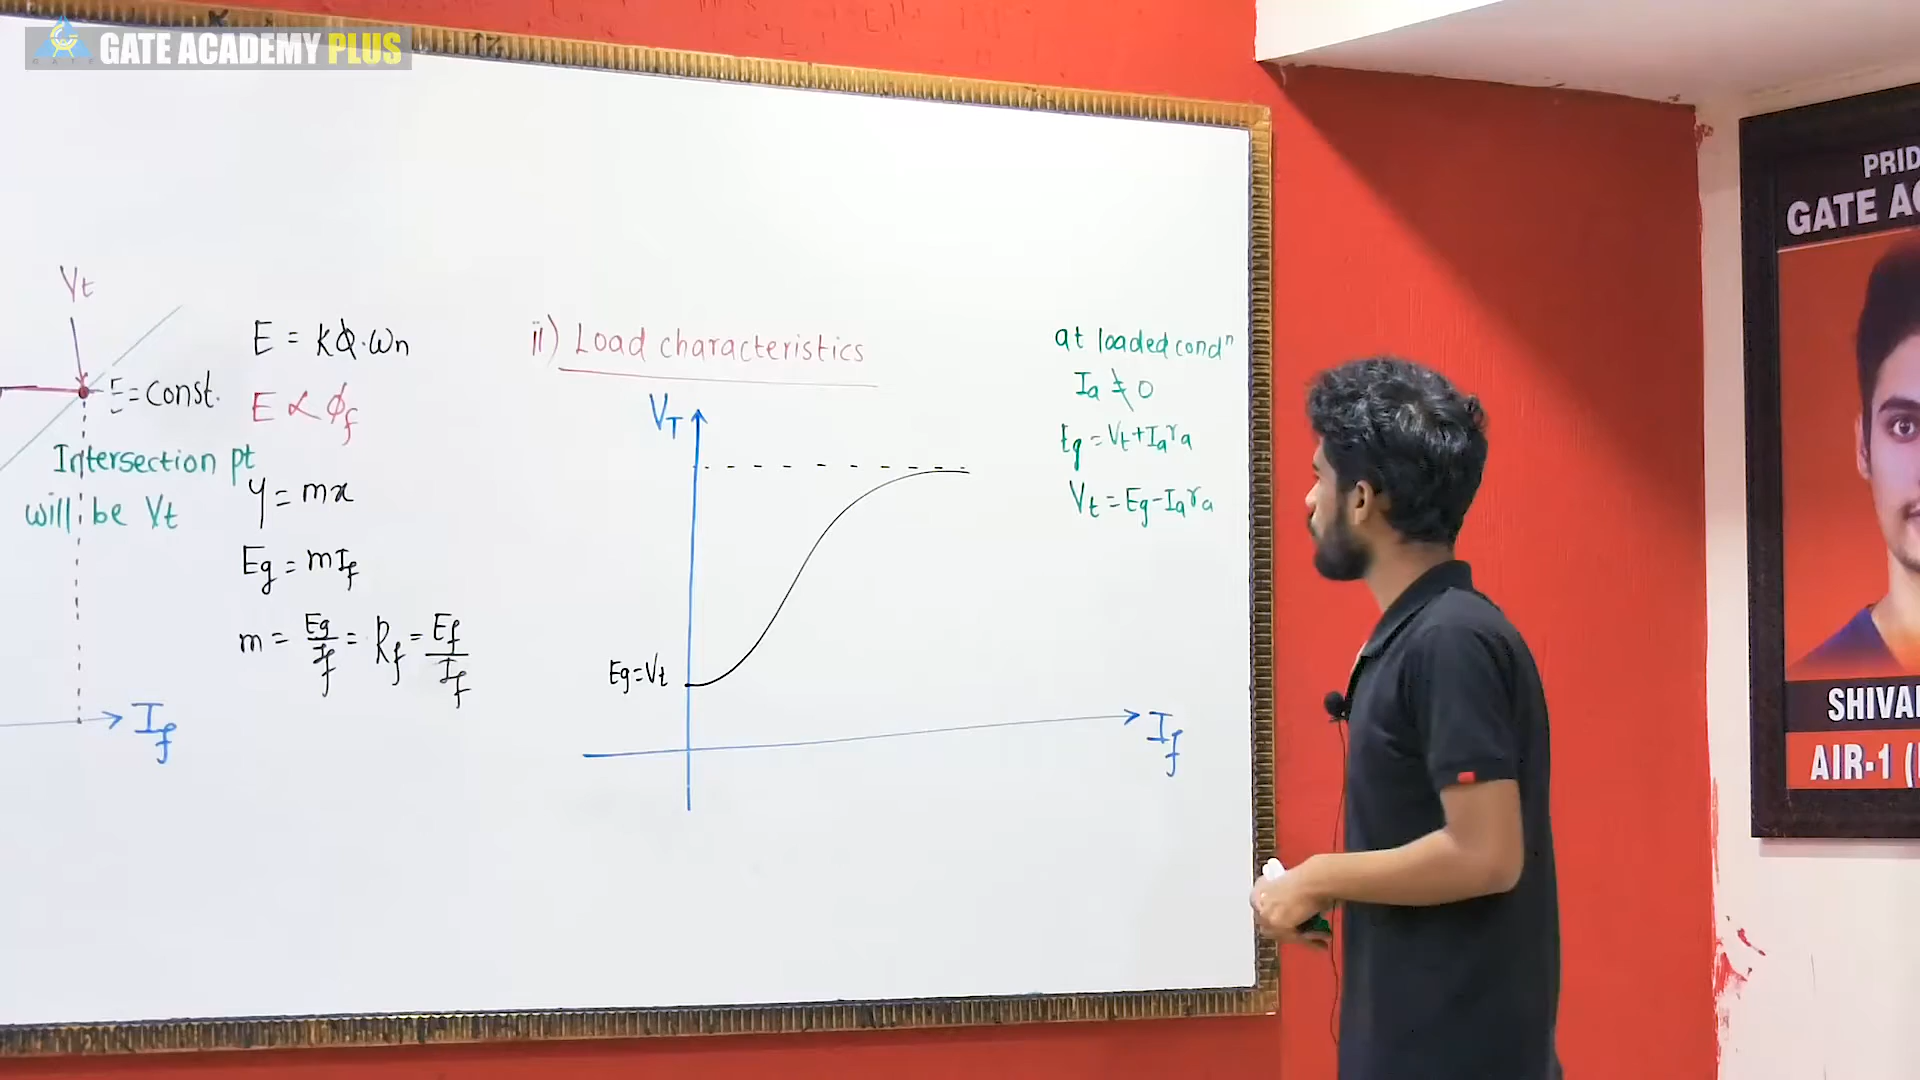 GATE ACADEMY PLUS
GATE
Vt
E = const.
Intersection pt
will be Vt
If
E = kϕ·ωn
E ∝ ϕf
y = mx
Eg = mIf
m = Eg/If = Rf = Ef/If
ii) Load characteristics
VT
Eg=Vt
If
at loaded condn
Ia ≠ 0
Eg = Vt + Iara
Vt = Eg - Iara
PRID
GATE AC
SHIVA
AIR-1 (